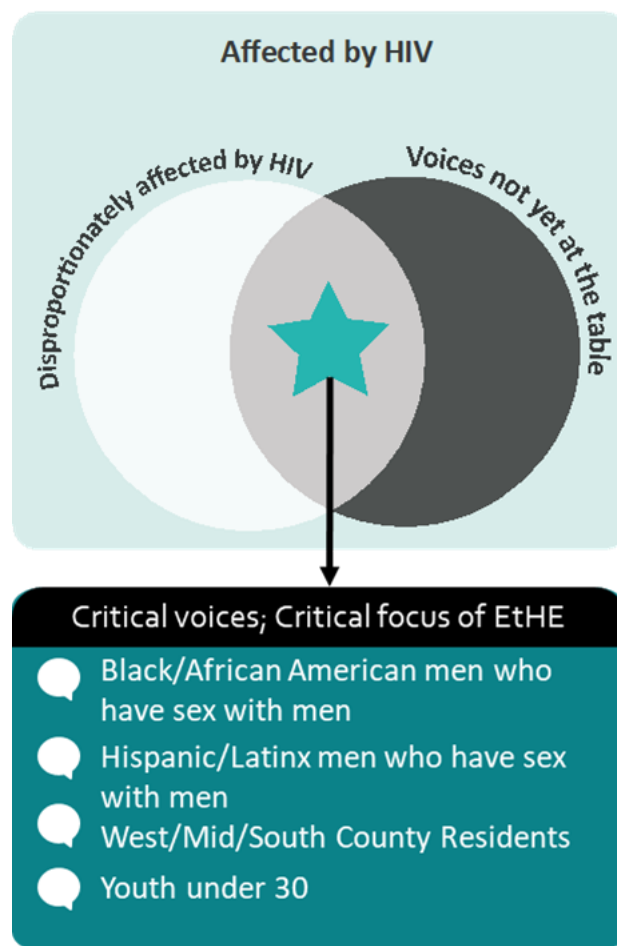 Affected by HIV
Disproportionately affected by HIV
Voices not yet at the table
Critical voices; Critical focus of EtHE
Black/African American men who
have sex with men
Hispanic/Latinx men who have sex
with men
West/Mid/South County Residents
Youth under 30